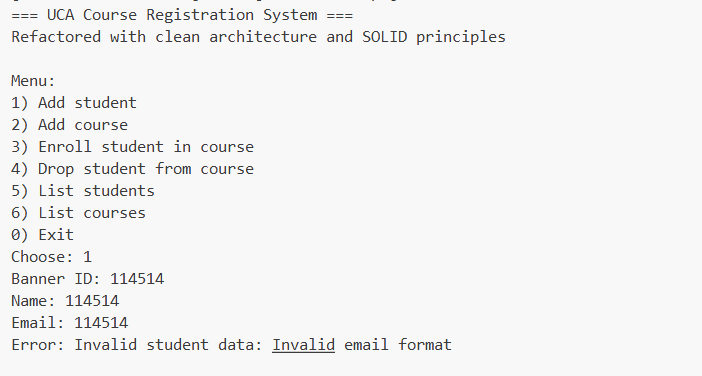 === UCA Course Registration System ===
Refactored with clean architecture and SOLID principles
Menu:
1) Add student
2) Add course
3) Enroll student in course
4) Drop student from course
5) List students
6) List courses
0) Exit
Choose: 1
Banner ID: 114514
Name: 114514
Email: 114514
Error: Invalid student data: Invalid email format